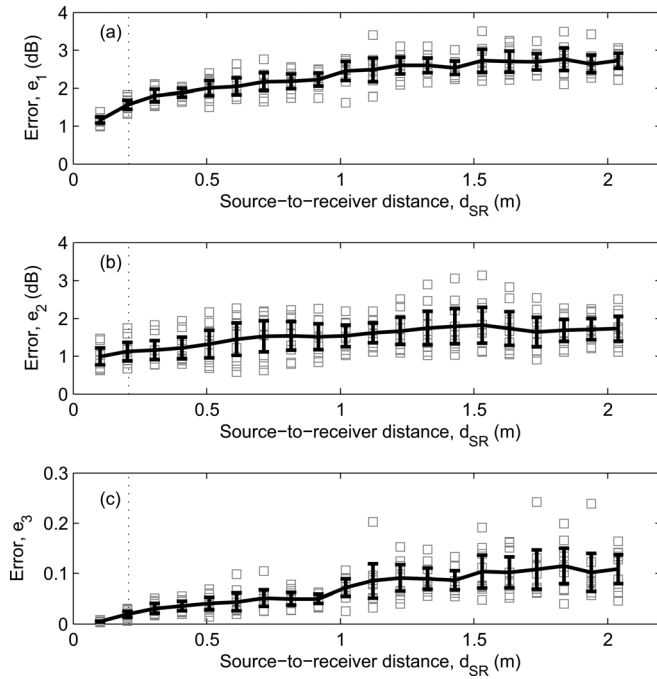 (a)
Error, e1 (dB)
4
3
2
1
0
0 0.5 1 1.5 2
Source−to−receiver distance, dSR (m)
(b)
Error, e2 (dB)
4
3
2
1
0
0 0.5 1 1.5 2
Source−to−receiver distance, dSR (m)
(c)
Error, e3
0.3
0.2
0.1
0
0 0.5 1 1.5 2
Source−to−receiver distance, dSR (m)